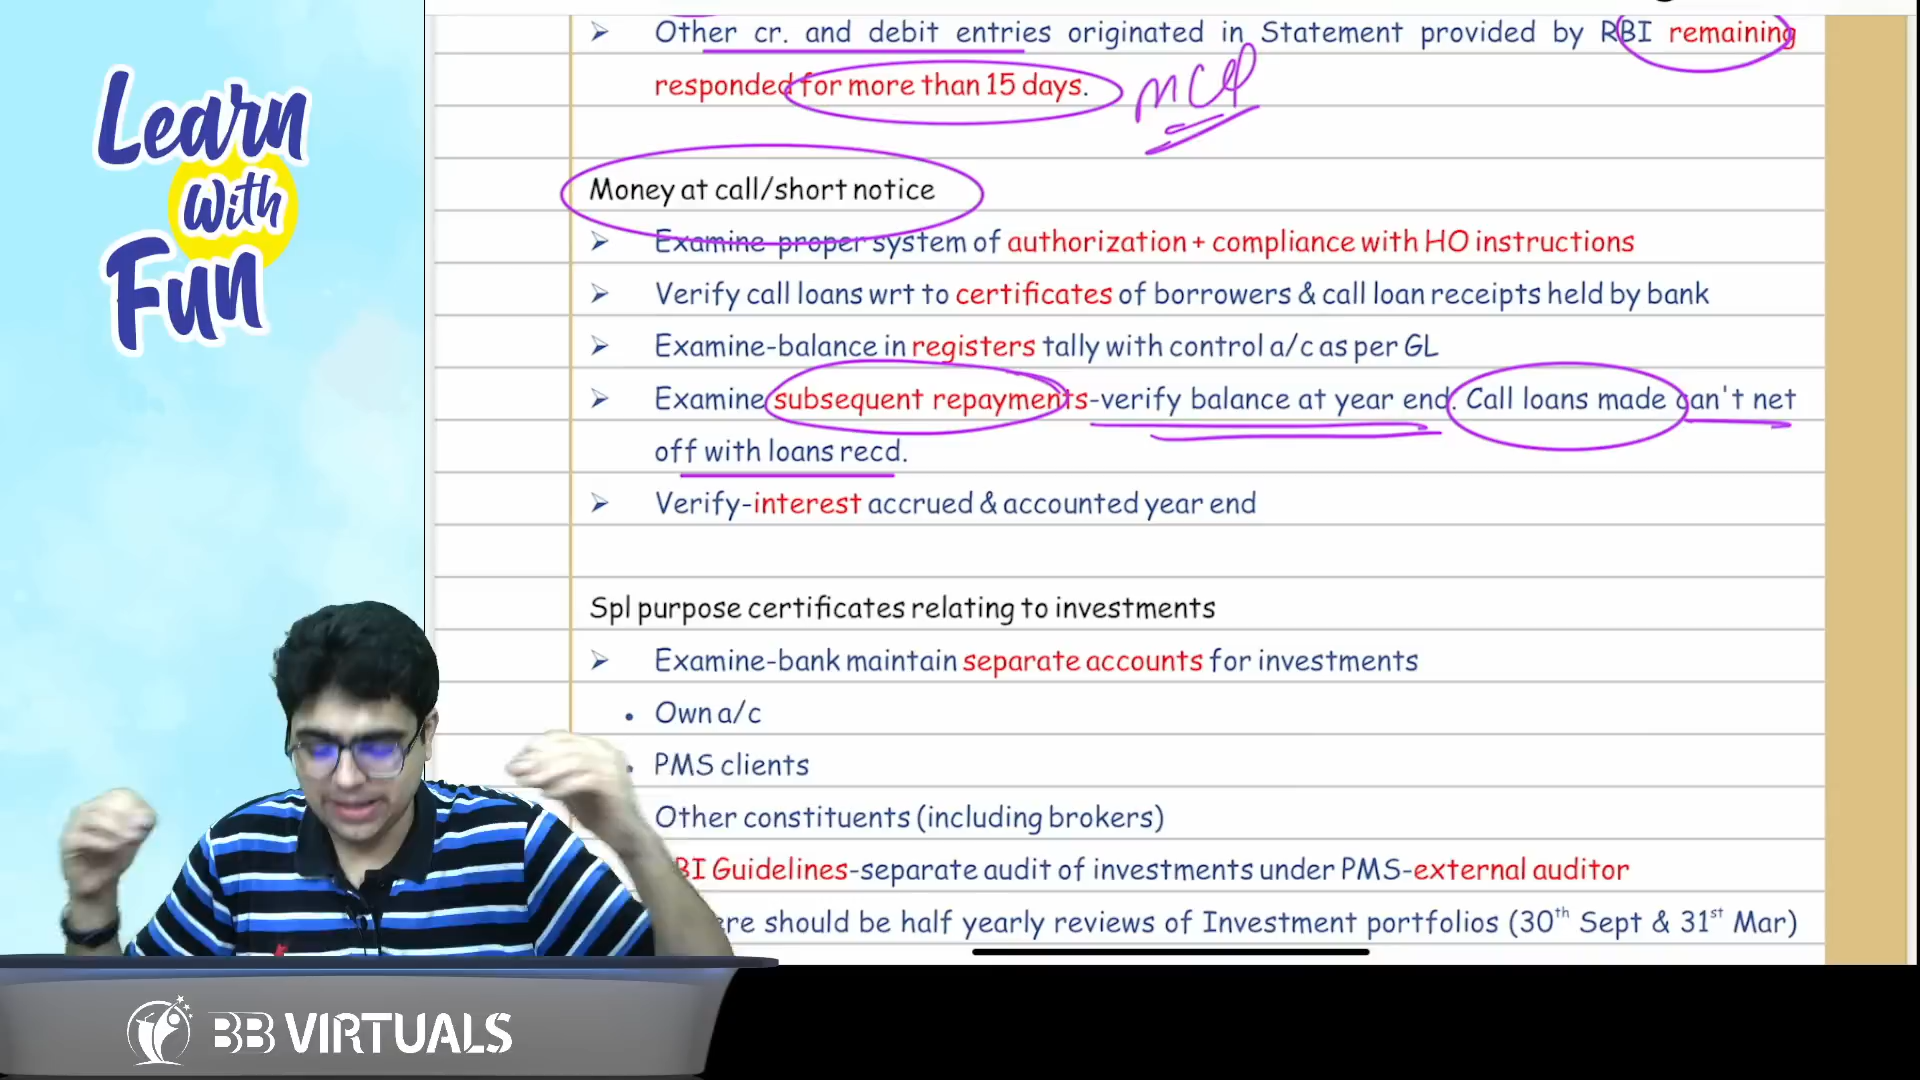 Learn
With
Fun
Other cr. and debit entries originated in Statement provided by RBI remaining
responded for more than 15 days.
MCQ
Money at call/short notice
Examine-proper system of authorization + compliance with HO instructions
Verify call loans wrt to certificates of borrowers & call loan receipts held by bank
Examine-balance in registers tally with control a/c as per GL
Examine subsequent repayments-verify balance at year end. Call loans made can't net
off with loans recd.
Verify-interest accrued & accounted year end
Spl purpose certificates relating to investments
Examine-bank maintain separate accounts for investments
Own a/c
PMS clients
Other constituents (including brokers)
BI Guidelines-separate audit of investments under PMS-external auditor
ere should be half yearly reviews of Investment portfolios (30th Sept & 31st Mar)
BB VIRTUALS